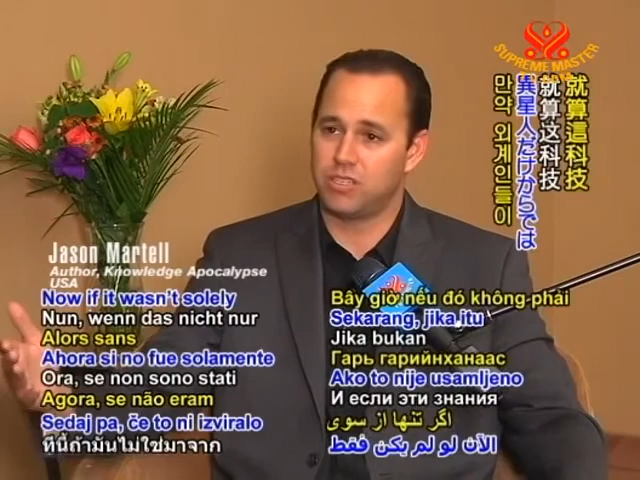 SUPREME MASTER
就算這科技
就算这科技
異星人だけからでは
만약 외계인들이
Jason Martell
Author, Knowledge Apocalypse
USA
Now if it wasn't solely
Nun, wenn das nicht nur
Alors sans
Ahora si no fue solamente
Ora, se non sono stati
Agora, se não eram
Sedaj pa, če to ni izviralo
ทีนี้ถ้ามันไม่ใช่มาจาก
Bây giờ nếu đó không phải
Sekarang, jika itu
Jika bukan
Гарь гарийнханаас
Ako to nije usamljeno
И если эти знания
اگر تنها از سوی
الآن لو لم يكن فقط